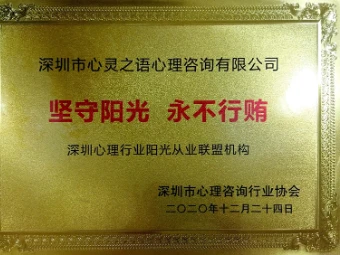 深圳市心灵之语心理咨询有限公司
坚守阳光 永不行贿
深圳心理行业阳光从业联盟机构
深圳市心理咨询行业协会
二〇二〇年十二月二十四日